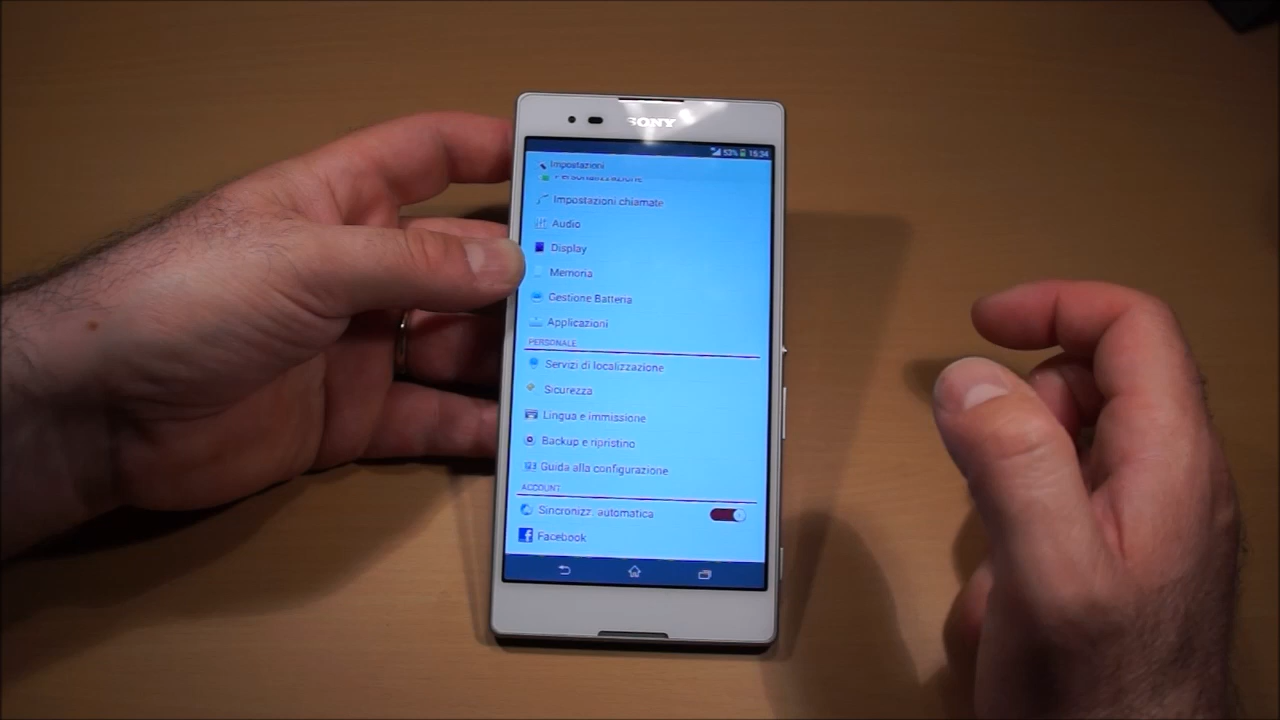 SONY
53% 15:34
Impostazioni
Personalizzazione
Impostazioni chiamate
Audio
Display
Memoria
Gestione Batteria
Applicazioni
PERSONALE
Servizi di localizzazione
Sicurezza
Lingua e immissione
Backup e ripristino
Guida alla configurazione
ACCOUNT
Sincronizz. automatica
Facebook